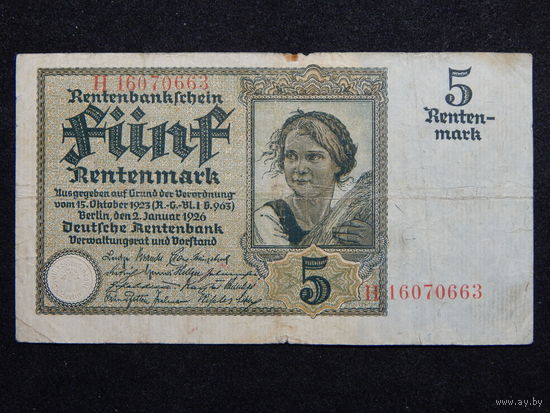 H 16070663
Rentenbankschein
Fünf
Rentenmark
Ausgegeben auf Grund der Verordnung
vom 15. Oktober 1923 (R.-G.-Bl. I S. 963)
Berlin, den 2. Januar 1926
Deutsche Rentenbank
Verwaltungsrat und Vorstand
5
5
Renten-
mark
H 16070663
www.ay.by